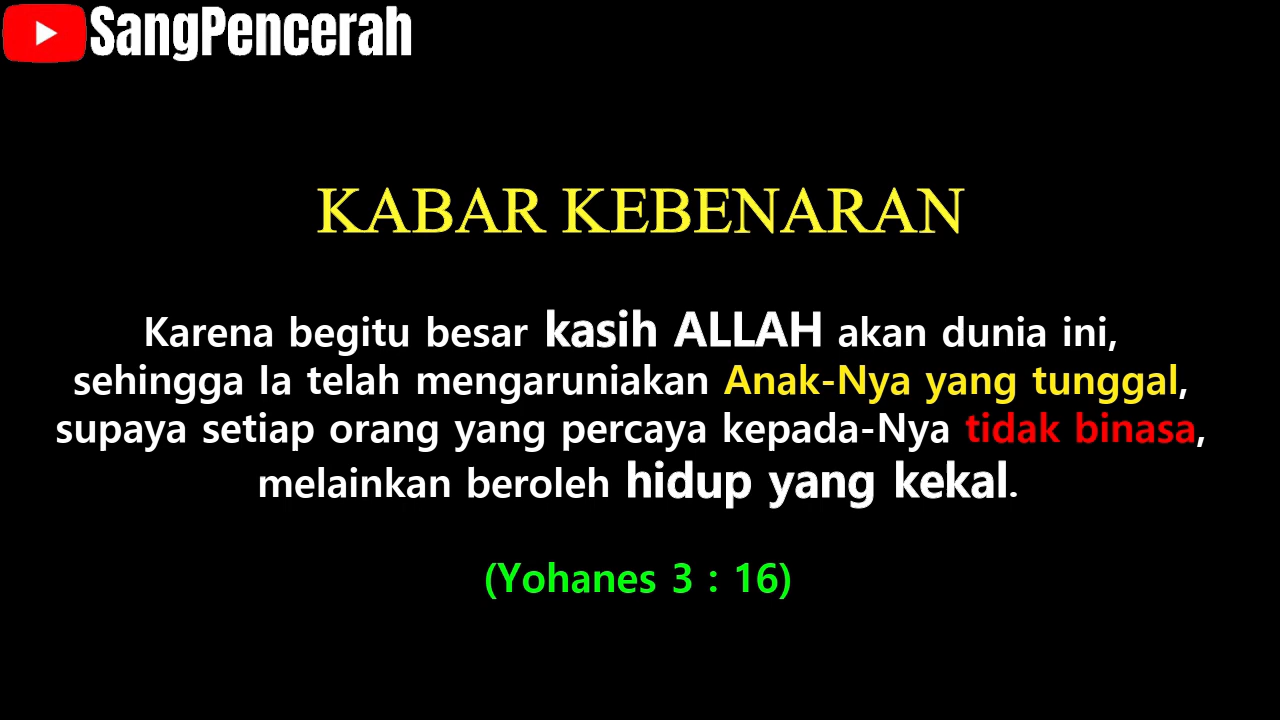 SangPencerah
KABAR KEBENARAN
Karena begitu besar kasih ALLAH akan dunia ini,
sehingga Ia telah mengaruniakan Anak-Nya yang tunggal,
supaya setiap orang yang percaya kepada-Nya tidak binasa,
melainkan beroleh hidup yang kekal.
(Yohanes 3 : 16)